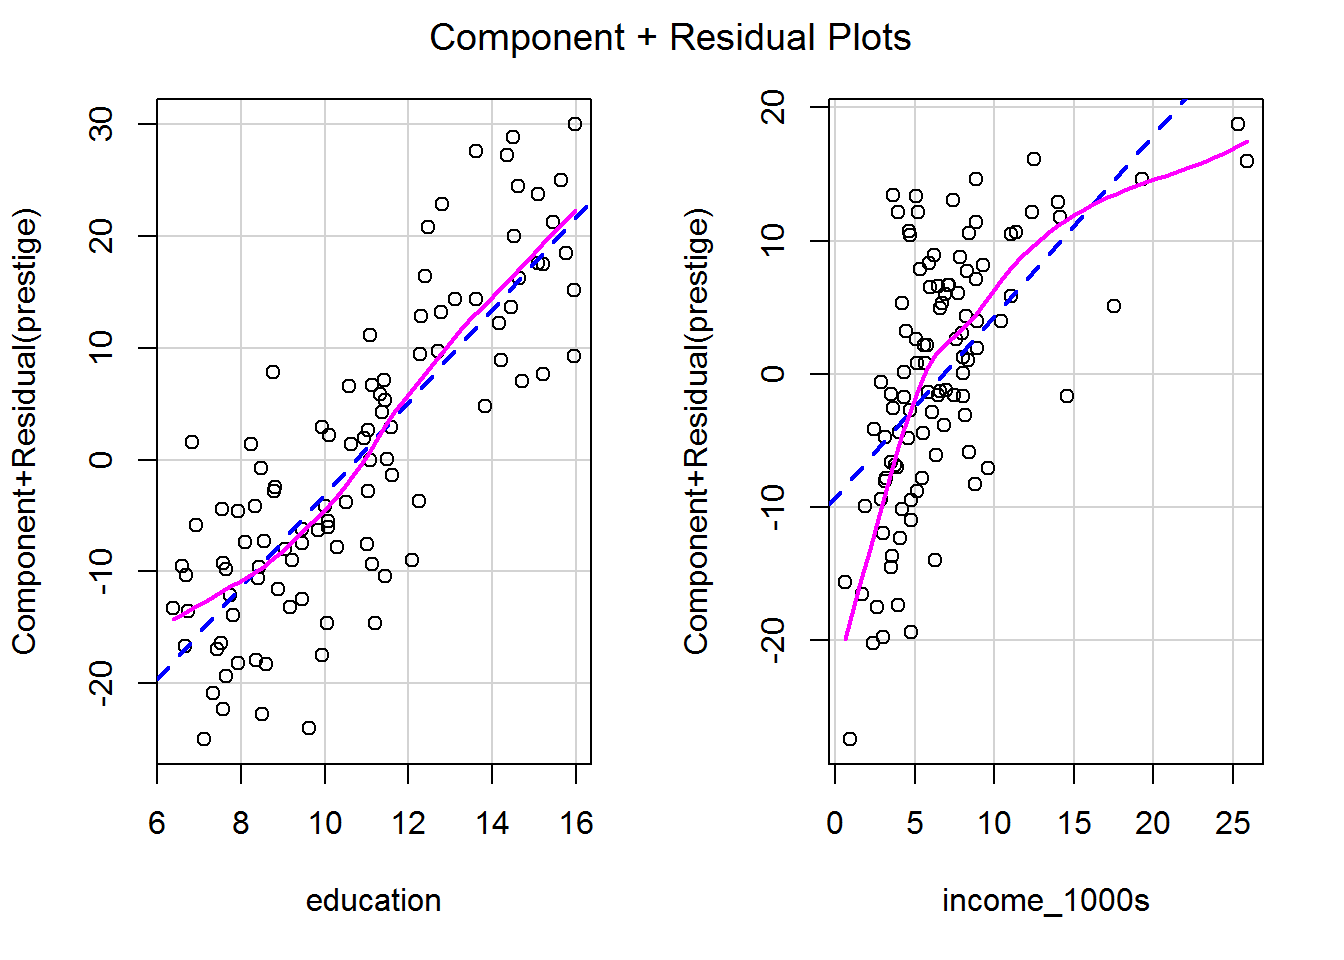 Component + Residual Plots
Component+Residual(prestige)
30
20
10
0
-10
-20
6 8 10 12 14 16
education
Component+Residual(prestige)
20
10
0
-10
-20
0 5 10 15 20 25
income_1000s